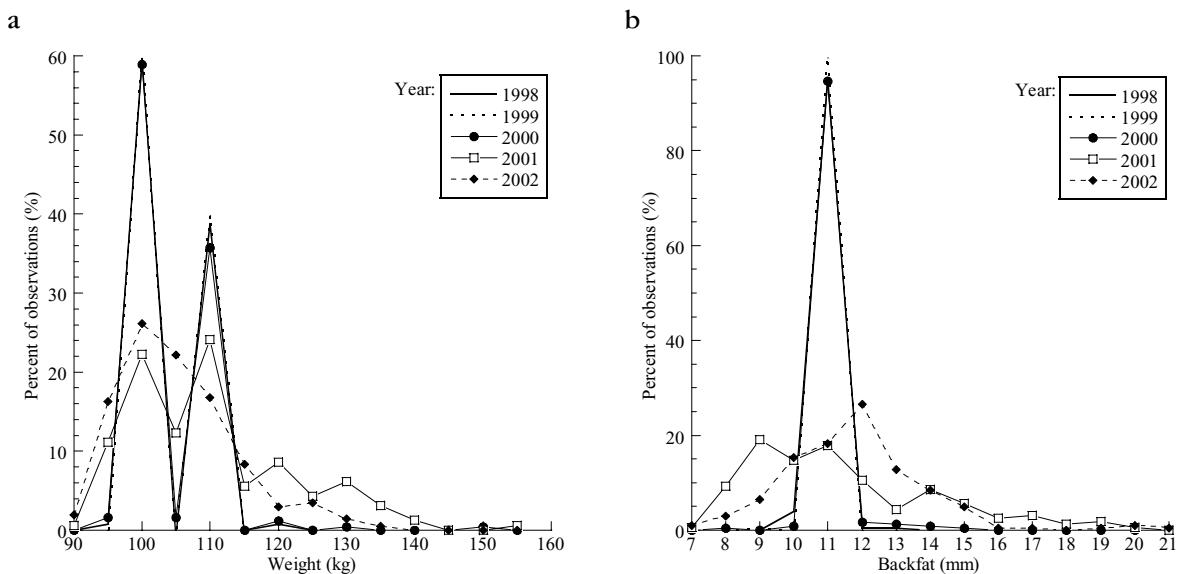 a
60
50
40
30
20
10
0
Percent of observations (%)
90 100 110 120 130 140 150 160
Weight (kg)
Year:
1998
1999
2000
2001
2002
b
100
80
60
40
20
0
Percent of observations (%)
7 8 9 10 11 12 13 14 15 16 17 18 19 20 21
Backfat (mm)
Year:
1998
1999
2000
2001
2002